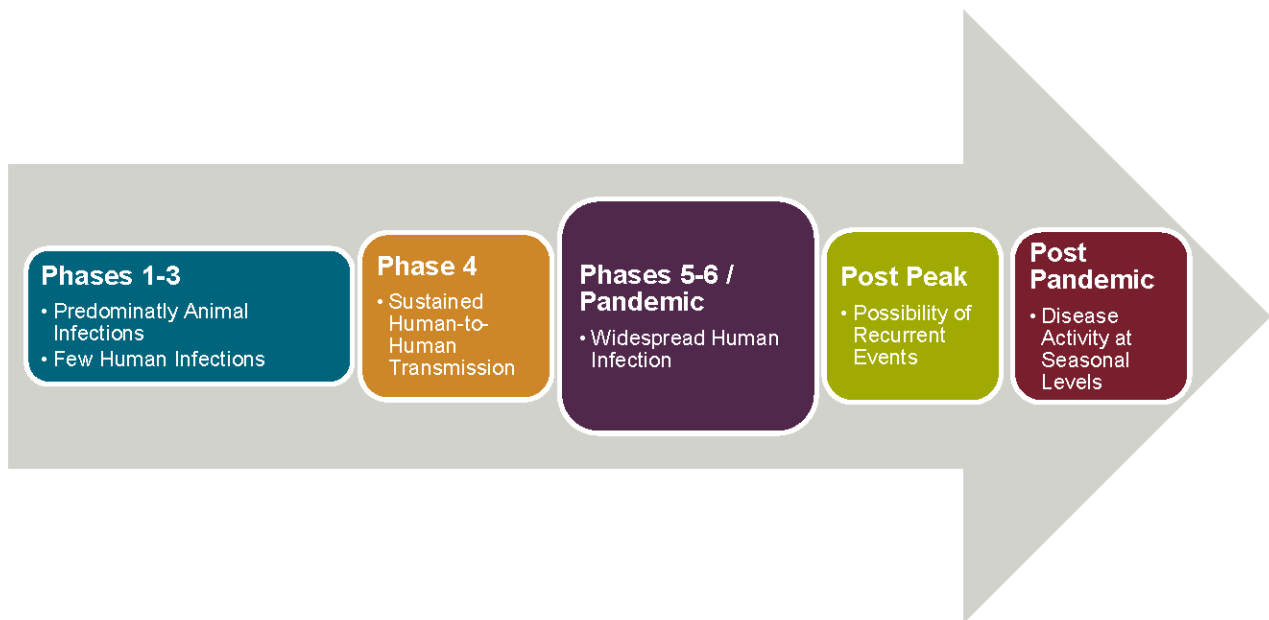 Phases 1-3
• Predominatly Animal
Infections
• Few Human Infections
Phase 4
• Sustained
Human-to-
Human
Transmission
Phases 5-6 /
Pandemic
• Widespread Human
Infection
Post Peak
• Possibility of
Recurrent
Events
Post
Pandemic
• Disease
Activity at
Seasonal
Levels